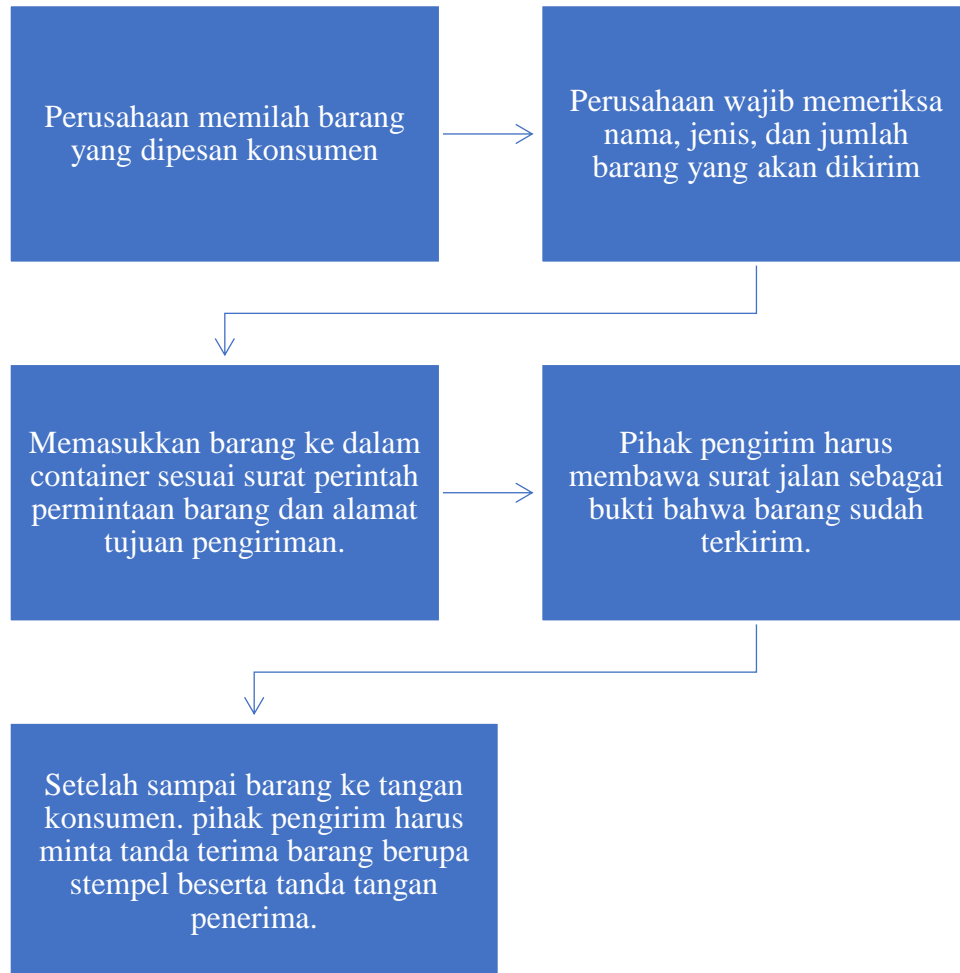 Perusahaan memilah barang
yang dipesan konsumen
Perusahaan wajib memeriksa
nama, jenis, dan jumlah
barang yang akan dikirim
Memasukkan barang ke dalam
container sesuai surat perintah
permintaan barang dan alamat
tujuan pengiriman.
Pihak pengirim harus
membawa surat jalan sebagai
bukti bahwa barang sudah
terkirim.
Setelah sampai barang ke tangan
konsumen. pihak pengirim harus
minta tanda terima barang berupa
stempel beserta tanda tangan
penerima.